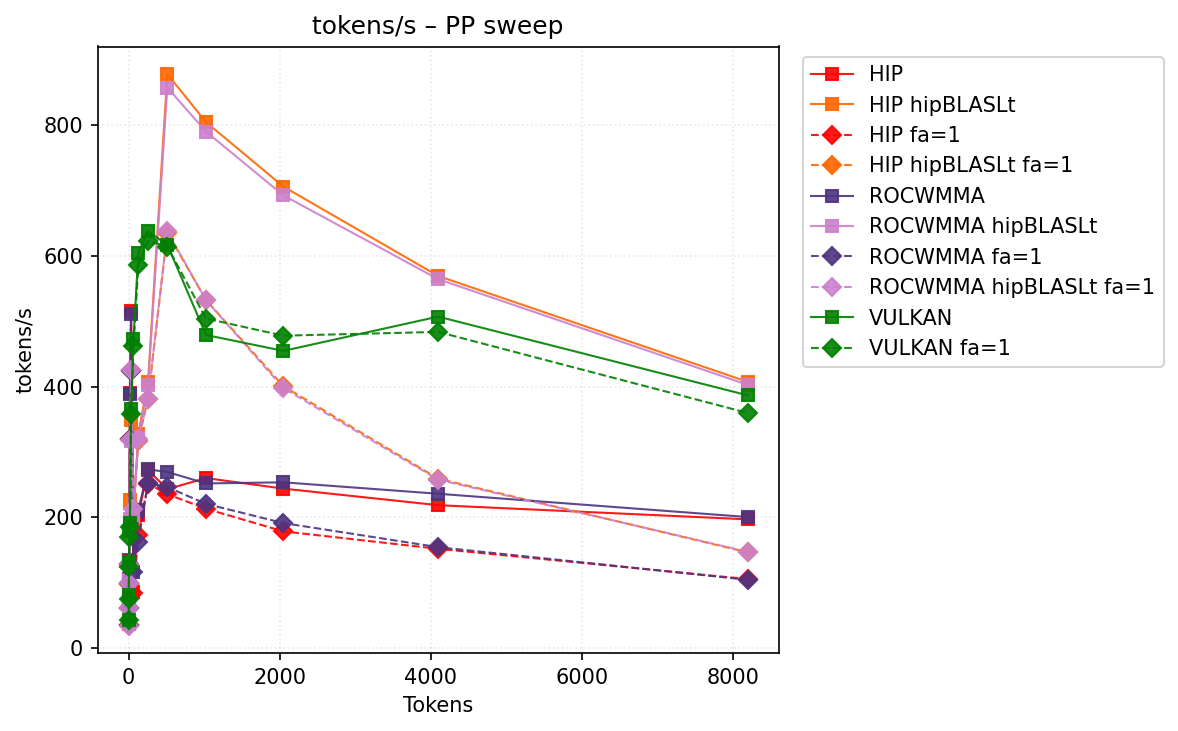 tokens/s – PP sweep
tokens/s
800
600
400
200
0
0 2000 4000 6000 8000
Tokens
HIP
HIP hipBLASLt
HIP fa=1
HIP hipBLASLt fa=1
ROCWMMA
ROCWMMA hipBLASLt
ROCWMMA fa=1
ROCWMMA hipBLASLt fa=1
VULKAN
VULKAN fa=1